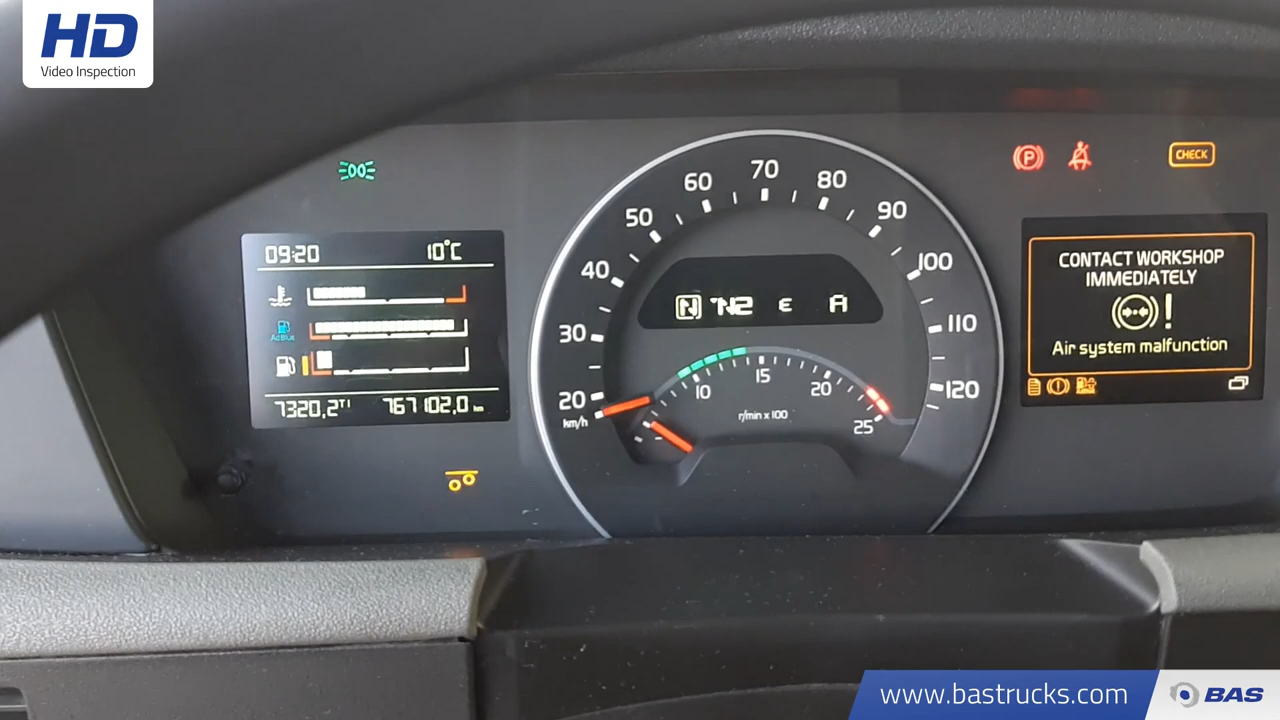 HD
Video Inspection
09:20 10°C
AdBlue
7320,2 T1 767102,0 km
20
30
40
50
60
70
80
90
100
110
120
km/h
N N2 E A
10
15
20
25
r/min x 100
P
CHECK
CONTACT WORKSHOP
IMMEDIATELY
!
Air system malfunction
www.bastrucks.com
BAS